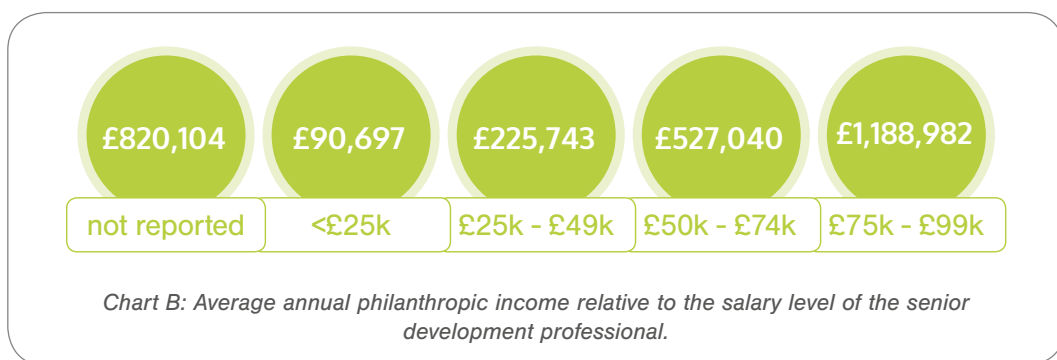 £820,104 £90,697 £225,743 £527,040 £1,188,982
not reported <£25k £25k - £49k £50k - £74k £75k - £99k
Chart B: Average annual philanthropic income relative to the salary level of the senior
development professional.